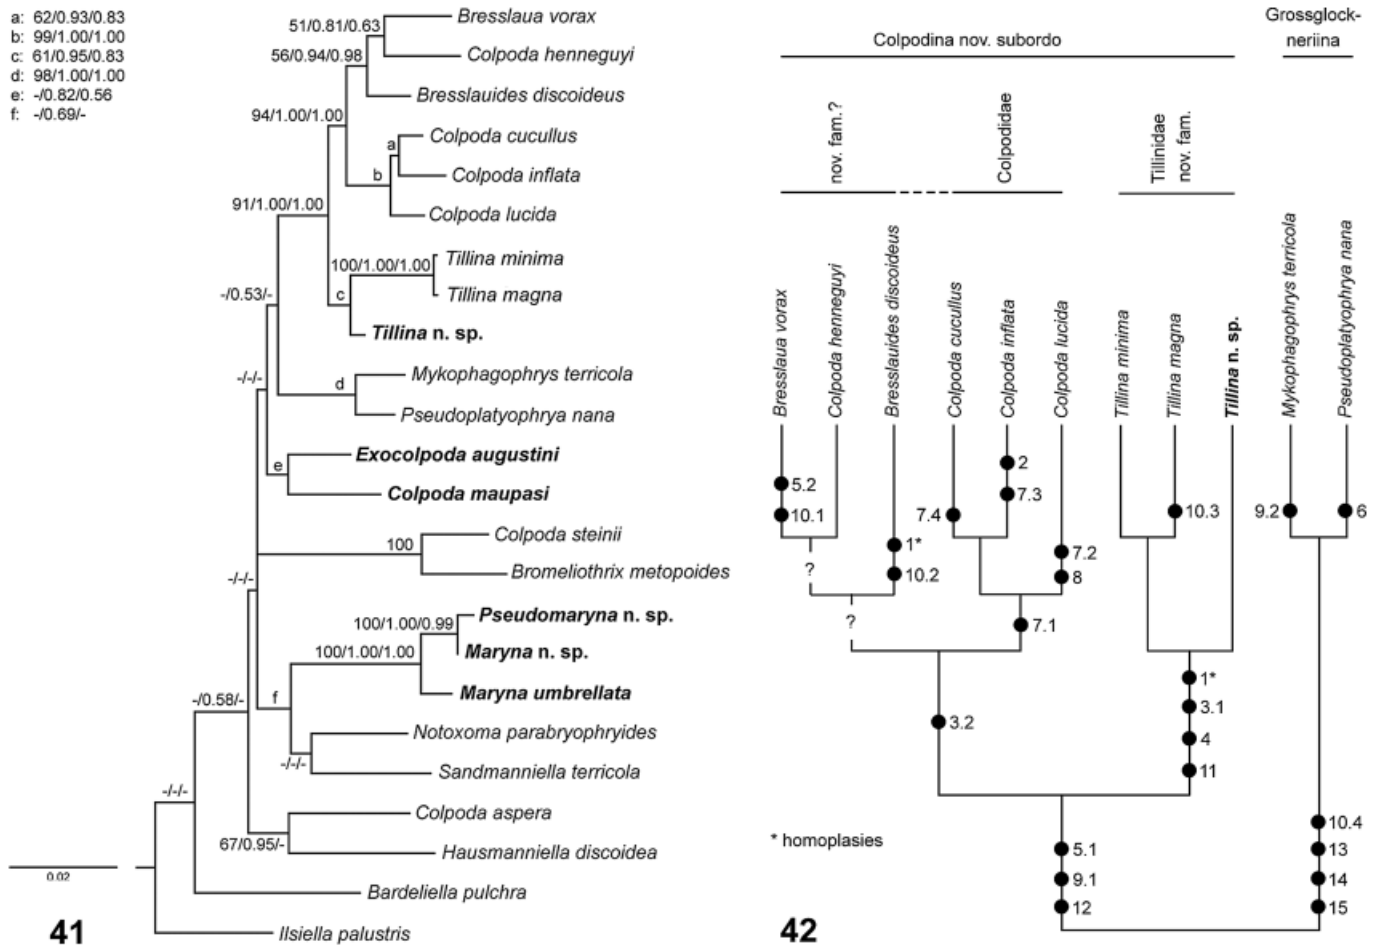 a: 62/0.93/0.83
b: 99/1.00/1.00
c: 61/0.95/0.83
d: 98/1.00/1.00
e: -/0.82/0.56
f: -/0.69/-
51/0.81/0.63
Bresslaua vorax
56/0.94/0.98
Colpoda henneguyi
Bresslauides discoideus
94/1.00/1.00
Colpoda cucullus
a
Colpoda inflata
b
Colpoda lucida
91/1.00/1.00
Tillina minima
100/1.00/1.00
Tillina magna
c
Tillina n. sp.
-/0.53/-
Mykophagophrys terricola
d
Pseudoplatyophrya nana
-/-/-
Exocolpoda augustini
e
Colpoda maupasi
Colpoda steinii
100
Bromeliothrix metopoides
-/-/-
Pseudomaryna n. sp.
100/1.00/0.99
Maryna n. sp.
100/1.00/1.00
Maryna umbrellata
f
-/0.58/-
Notoxoma parabryophryides
-/-/-
Sandmanniella terricola
-/-/-
Colpoda aspera
67/0.95/-
Hausmanniella discoidea
Bardeliella pulchra
Ilsiella palustris
0.02
41
Colpodina nov. subordo
Grossglock-
neriina
nov. fam.?
Colpodidae
Tillinidae
nov. fam.
Bresslaua vorax
Colpoda henneguyi
Bresslauides discoideus
Colpoda cucullus
Colpoda inflata
Colpoda lucida
Tillina minima
Tillina magna
Tillina n. sp.
Mykophagophrys terricola
Pseudoplatyophrya nana
5.2
10.1
?
1*
10.2
?
7.4
2
7.3
7.2
8
7.1
10.3
9.2
6
3.2
1*
3.1
4
11
* homoplasies
5.1
9.1
12
10.4
13
14
15
42